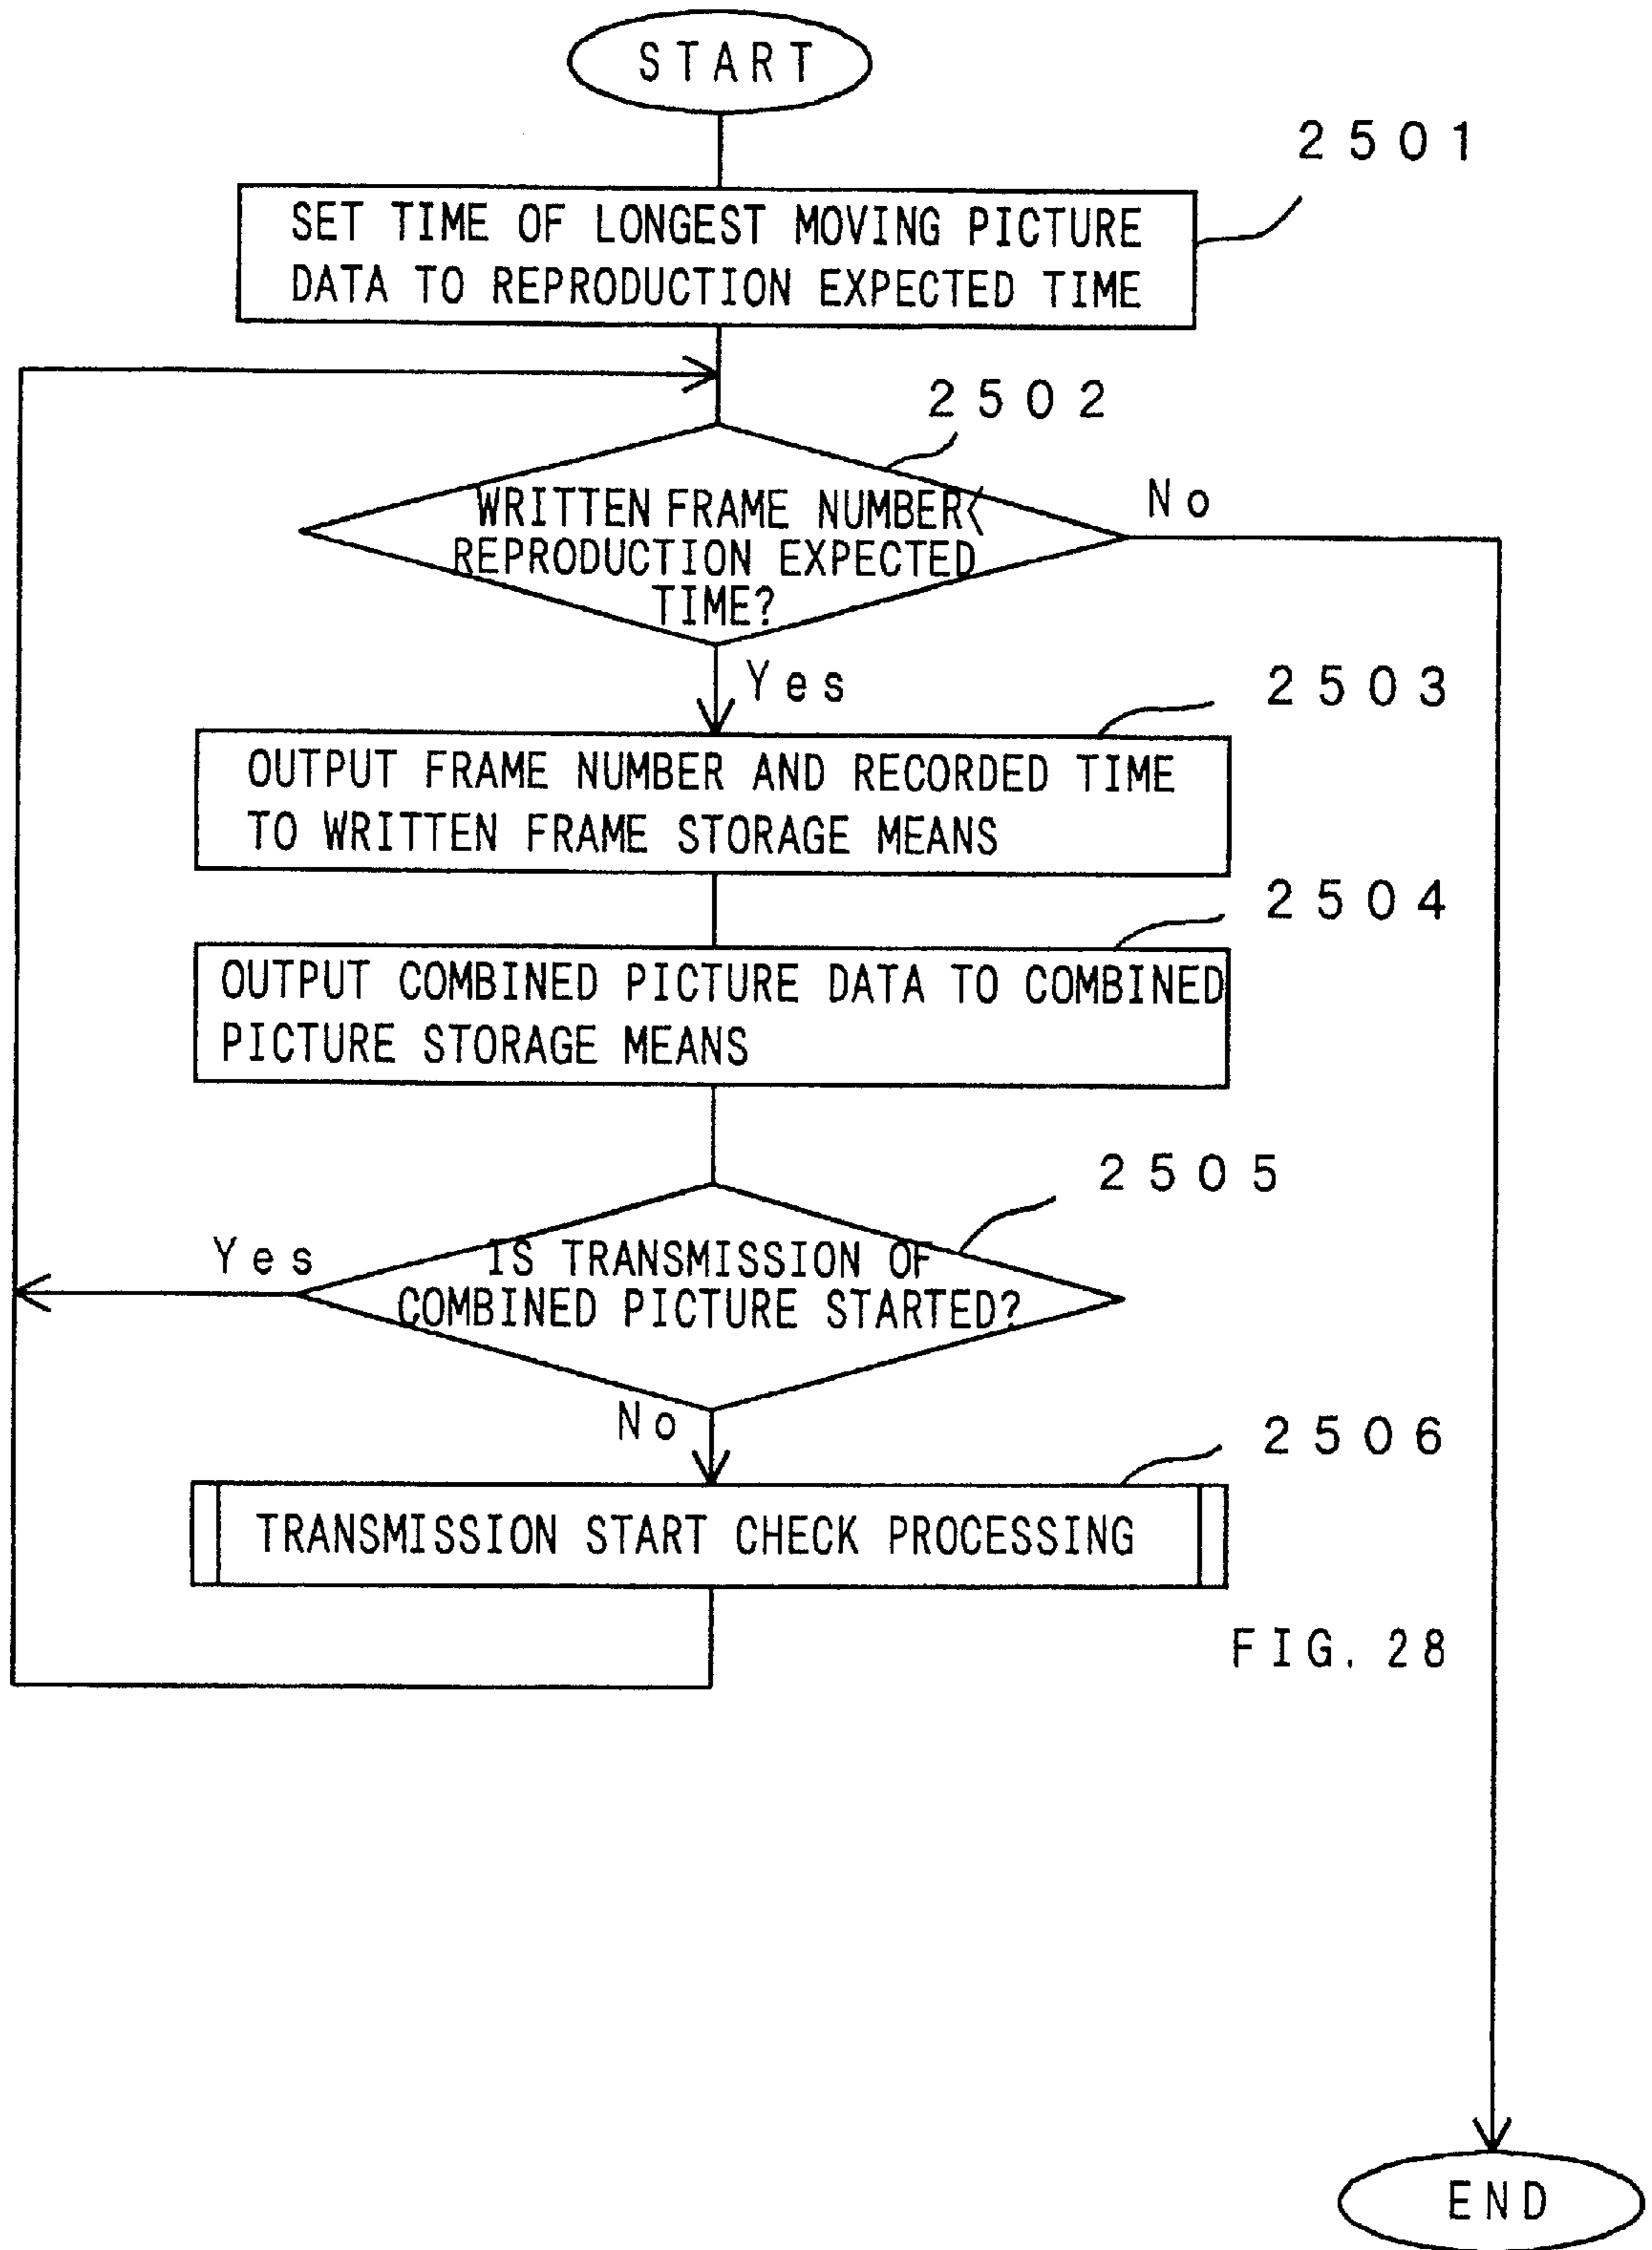 START
2501
SET TIME OF LONGEST MOVING PICTURE
DATA TO REPRODUCTION EXPECTED TIME
2502
WRITTEN FRAME NUMBER<
REPRODUCTION EXPECTED
TIME?
No
Yes
2503
OUTPUT FRAME NUMBER AND RECORDED TIME
TO WRITTEN FRAME STORAGE MEANS
2504
OUTPUT COMBINED PICTURE DATA TO COMBINED
PICTURE STORAGE MEANS
2505
Yes
IS TRANSMISSION OF
COMBINED PICTURE STARTED?
No
2506
TRANSMISSION START CHECK PROCESSING
FIG. 28
END